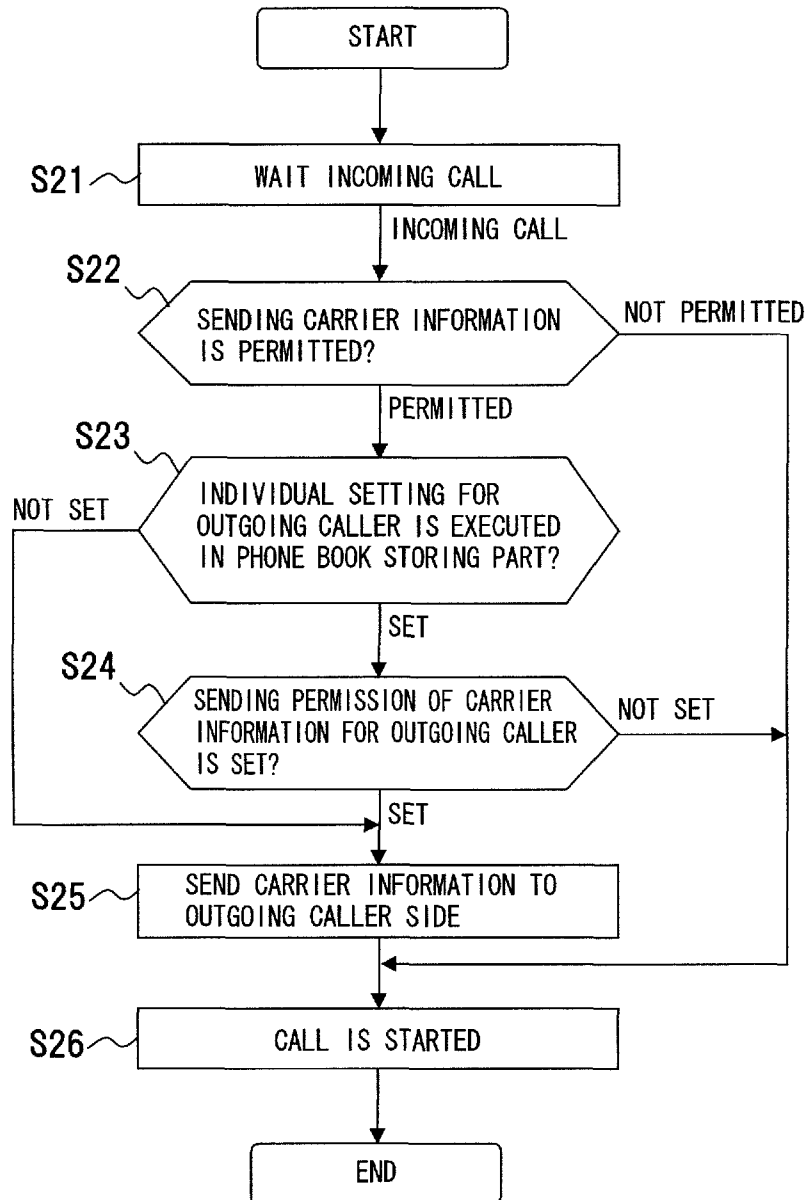 START
S21
WAIT INCOMING CALL
INCOMING CALL
S22
SENDING CARRIER INFORMATION
IS PERMITTED?
NOT PERMITTED
PERMITTED
S23
INDIVIDUAL SETTING FOR
OUTGOING CALLER IS EXECUTED
IN PHONE BOOK STORING PART?
NOT SET
SET
S24
SENDING PERMISSION OF CARRIER
INFORMATION FOR OUTGOING CALLER
IS SET?
NOT SET
SET
S25
SEND CARRIER INFORMATION TO
OUTGOING CALLER SIDE
S26
CALL IS STARTED
END